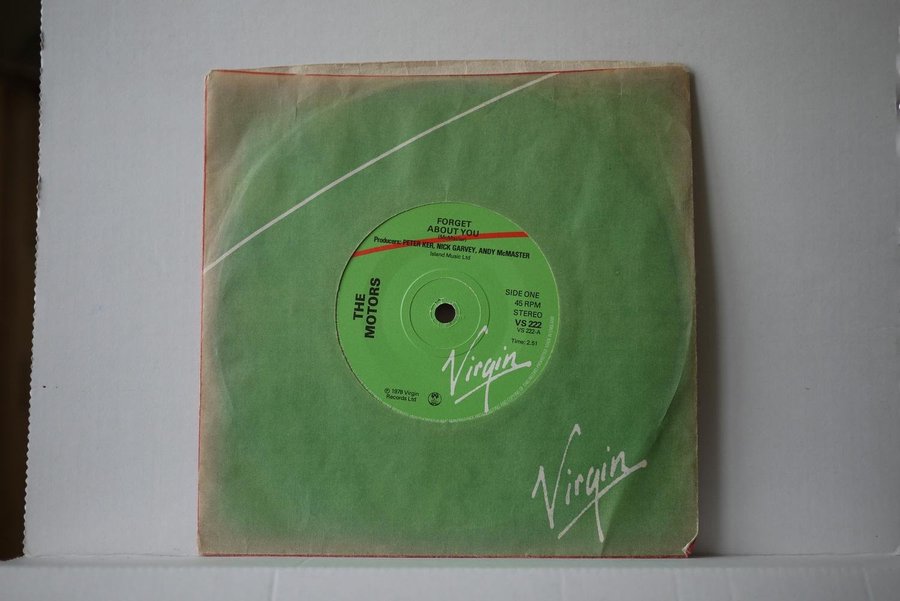 FORGET
ABOUT YOU
(McMaster)
Producers: PETER KER, NICK GARVEY, ANDY McMASTER
Island Music Ltd
THE
MOTORS
SIDE ONE
45 RPM
STEREO
VS 222
VS 222-A
Time: 2.51
Virgin
℗ 1978 Virgin
Records Ltd
Virgin